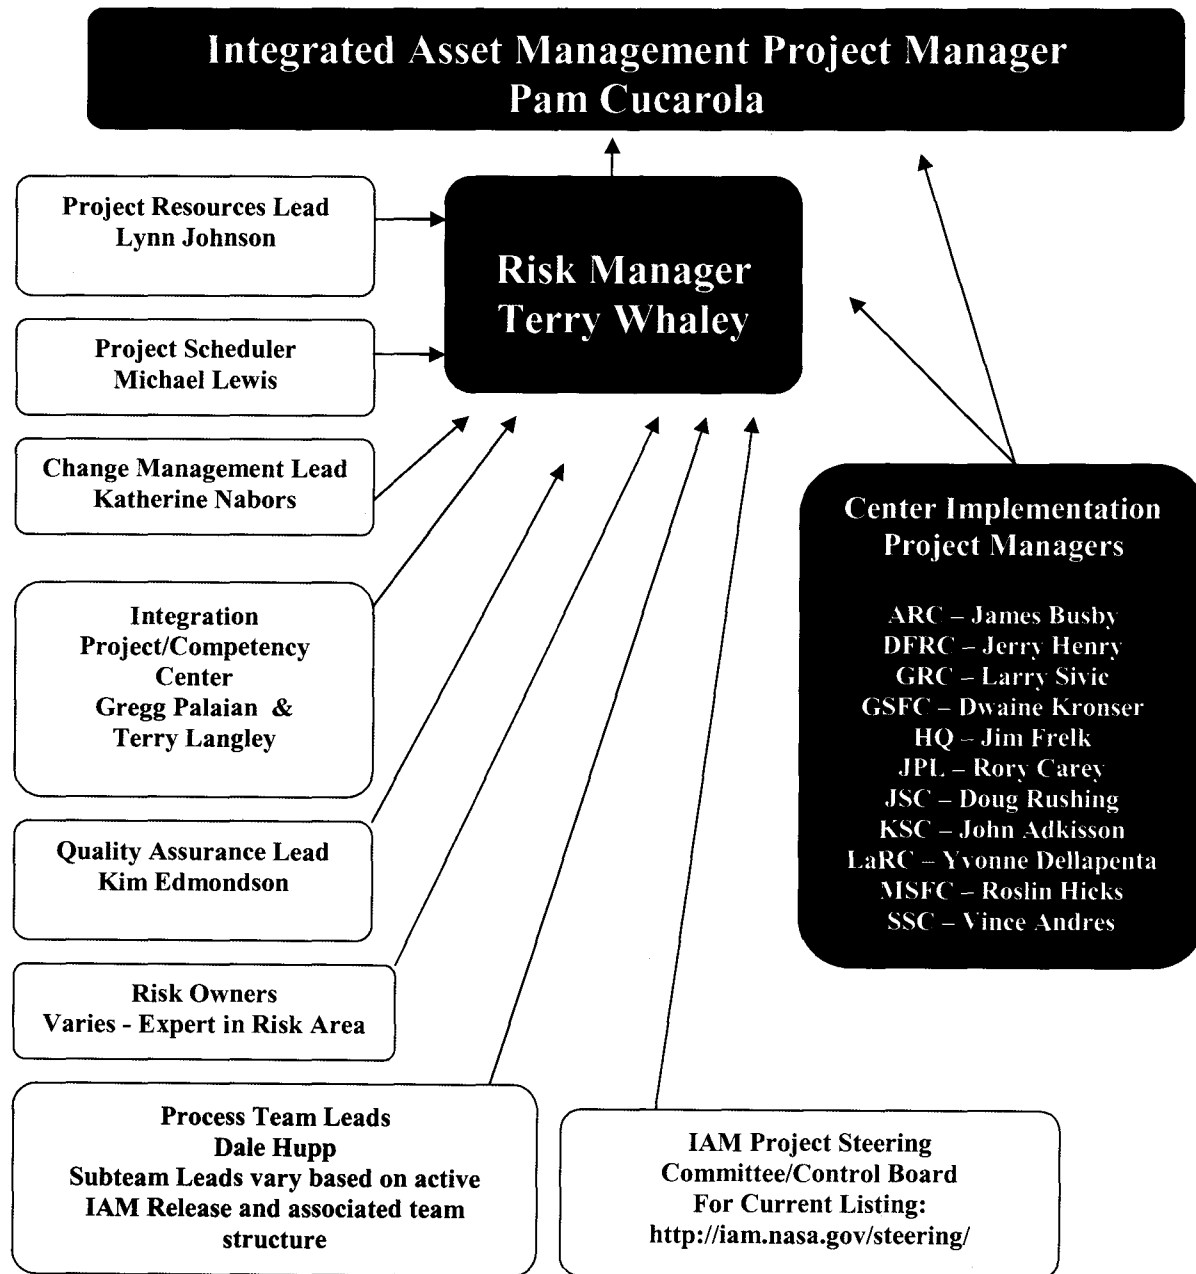 Integrated Asset Management Project Manager
Pam Cucarola
Project Resources Lead
Lynn Johnson
Risk Manager
Terry Whaley
Project Scheduler
Michael Lewis
Change Management Lead
Katherine Nabors
Integration
Project/Competency
Center
Gregg Palaian &
Terry Langley
Quality Assurance Lead
Kim Edmondson
Risk Owners
Varies - Expert in Risk Area
Process Team Leads
Dale Hupp
Subteam Leads vary based on active
IAM Release and associated team
structure
IAM Project Steering
Committee/Control Board
For Current Listing:
http://iam.nasa.gov/steering/
Center Implementation
Project Managers
ARC – James Busby
DFRC – Jerry Henry
GRC – Larry Sivic
GSFC – Dwaine Kronser
HQ – Jim Frelk
JPL – Rory Carey
JSC – Doug Rushing
KSC – John Adkisson
LaRC – Yvonne Dellapenta
MSFC – Roslin Hicks
SSC – Vince Andres